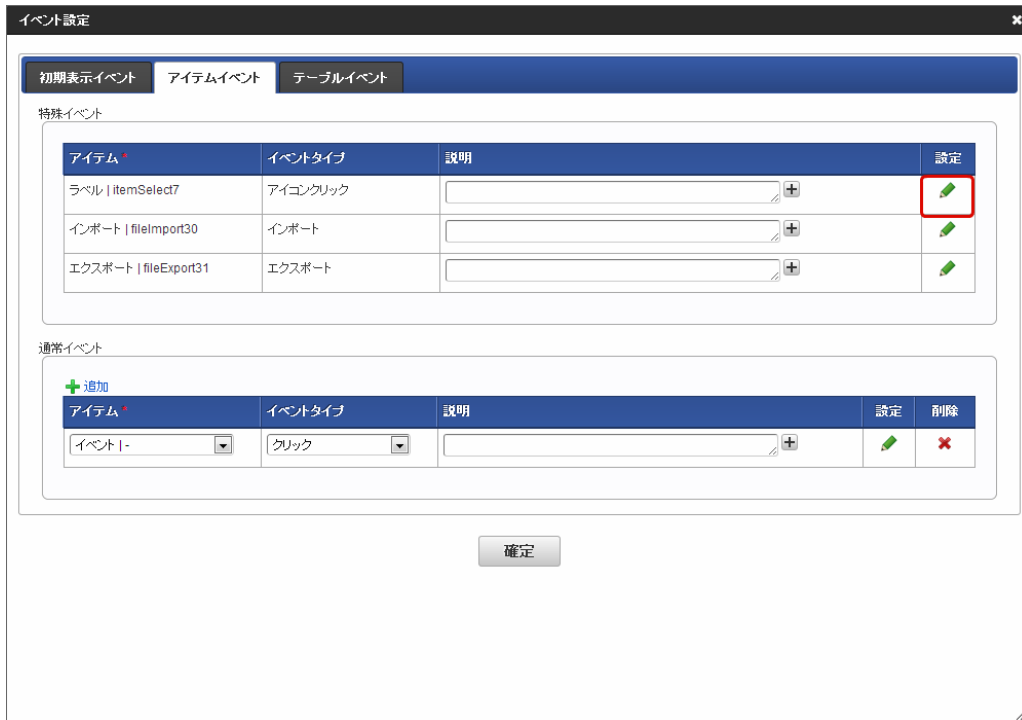 イベント設定
初期表示イベント アイテムイベント テーブルイベント
特殊イベント
アイテム* イベントタイプ 説明 設定
ラベル | itemSelect7 アイコンクリック
インポート | fileImport30 インポート
エクスポート | fileExport31 エクスポート
通常イベント
追加
アイテム* イベントタイプ 説明 設定 削除
イベント | - クリック
確定